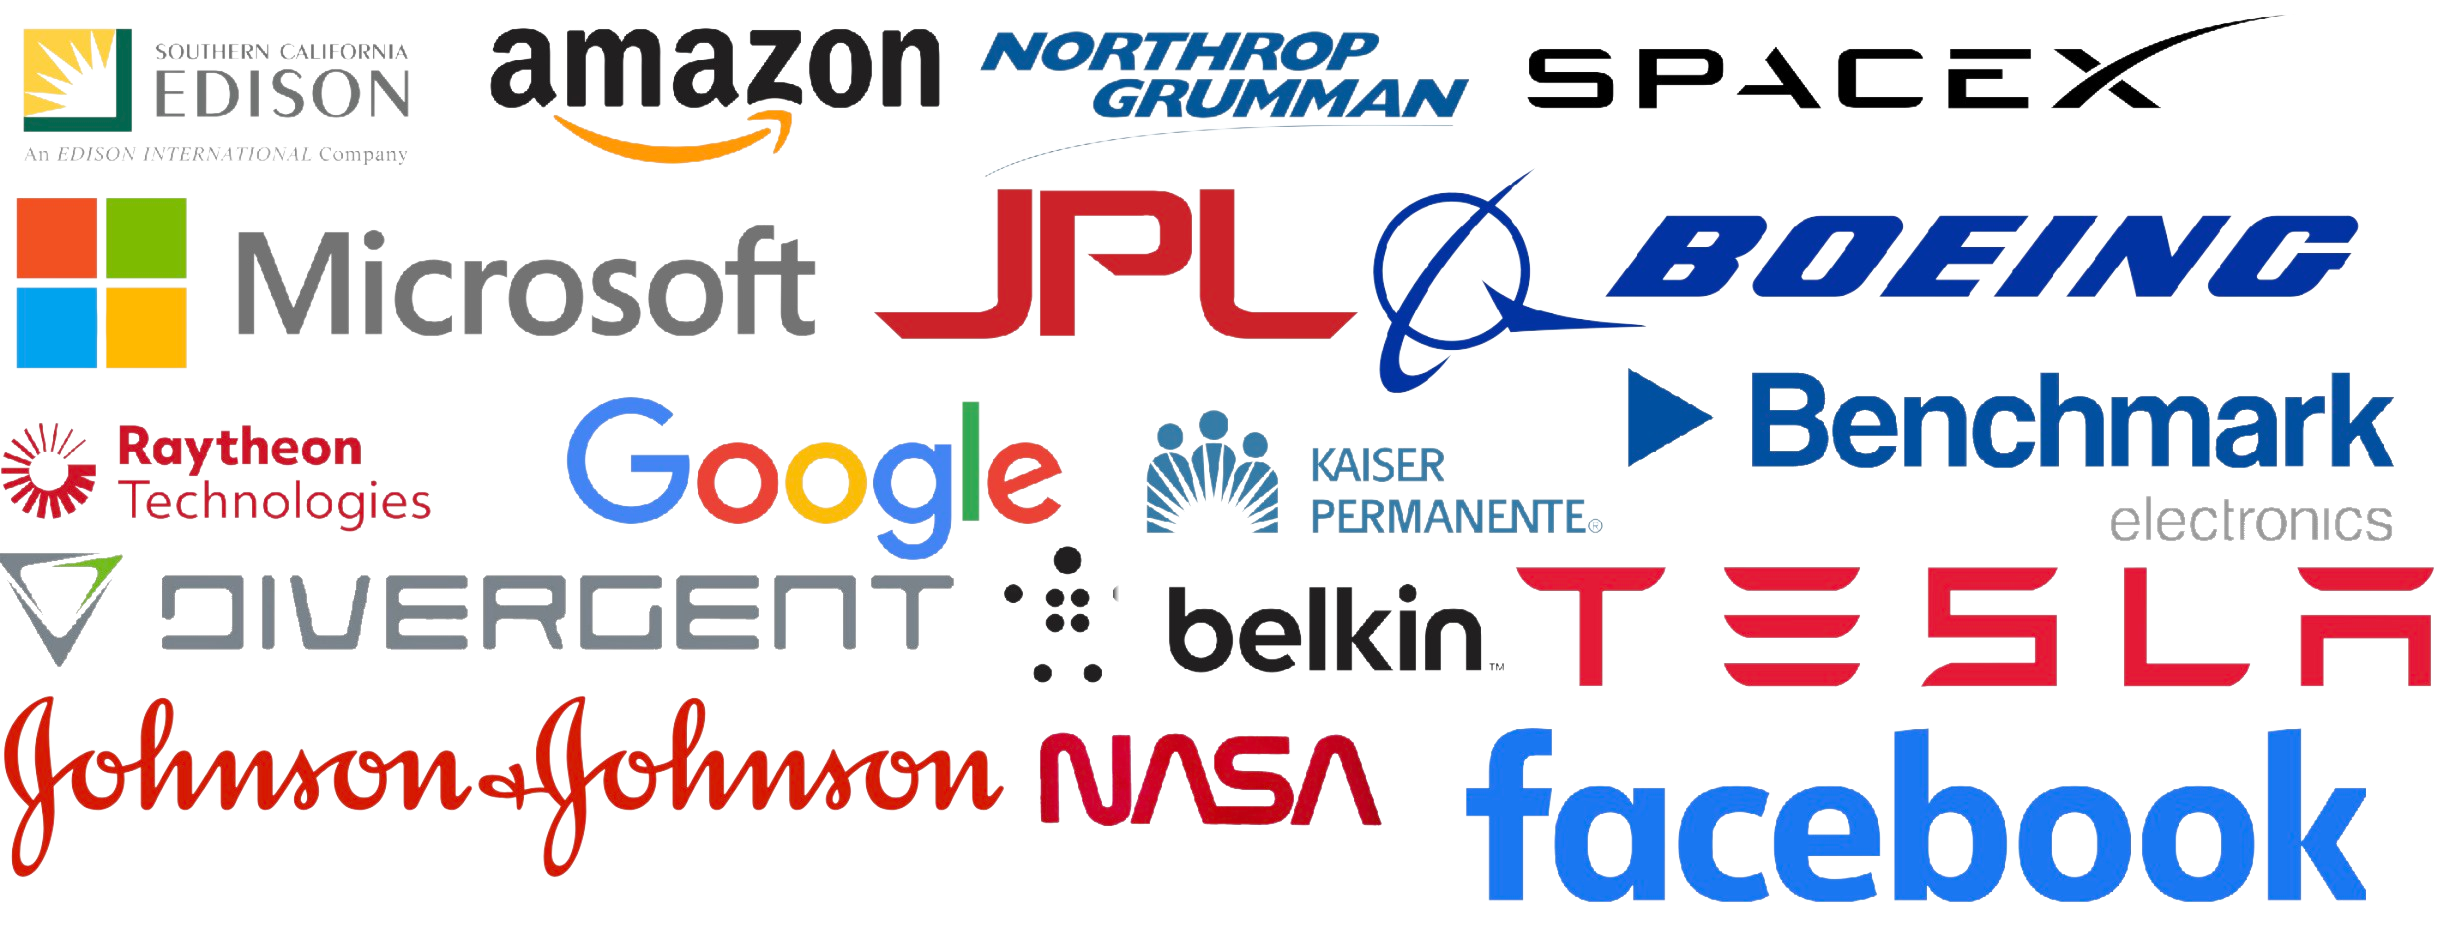 SOUTHERN CALIFORNIA
EDISON
An EDISON INTERNATIONAL Company
amazon
NORTHROP
GRUMMAN
SPACEX
Microsoft
JPL
BOEING
Raytheon
Technologies
Google
KAISER
PERMANENTE®
Benchmark
electronics
DIVERGENT
belkin™
TESLA
Johnson & Johnson
NASA
facebook